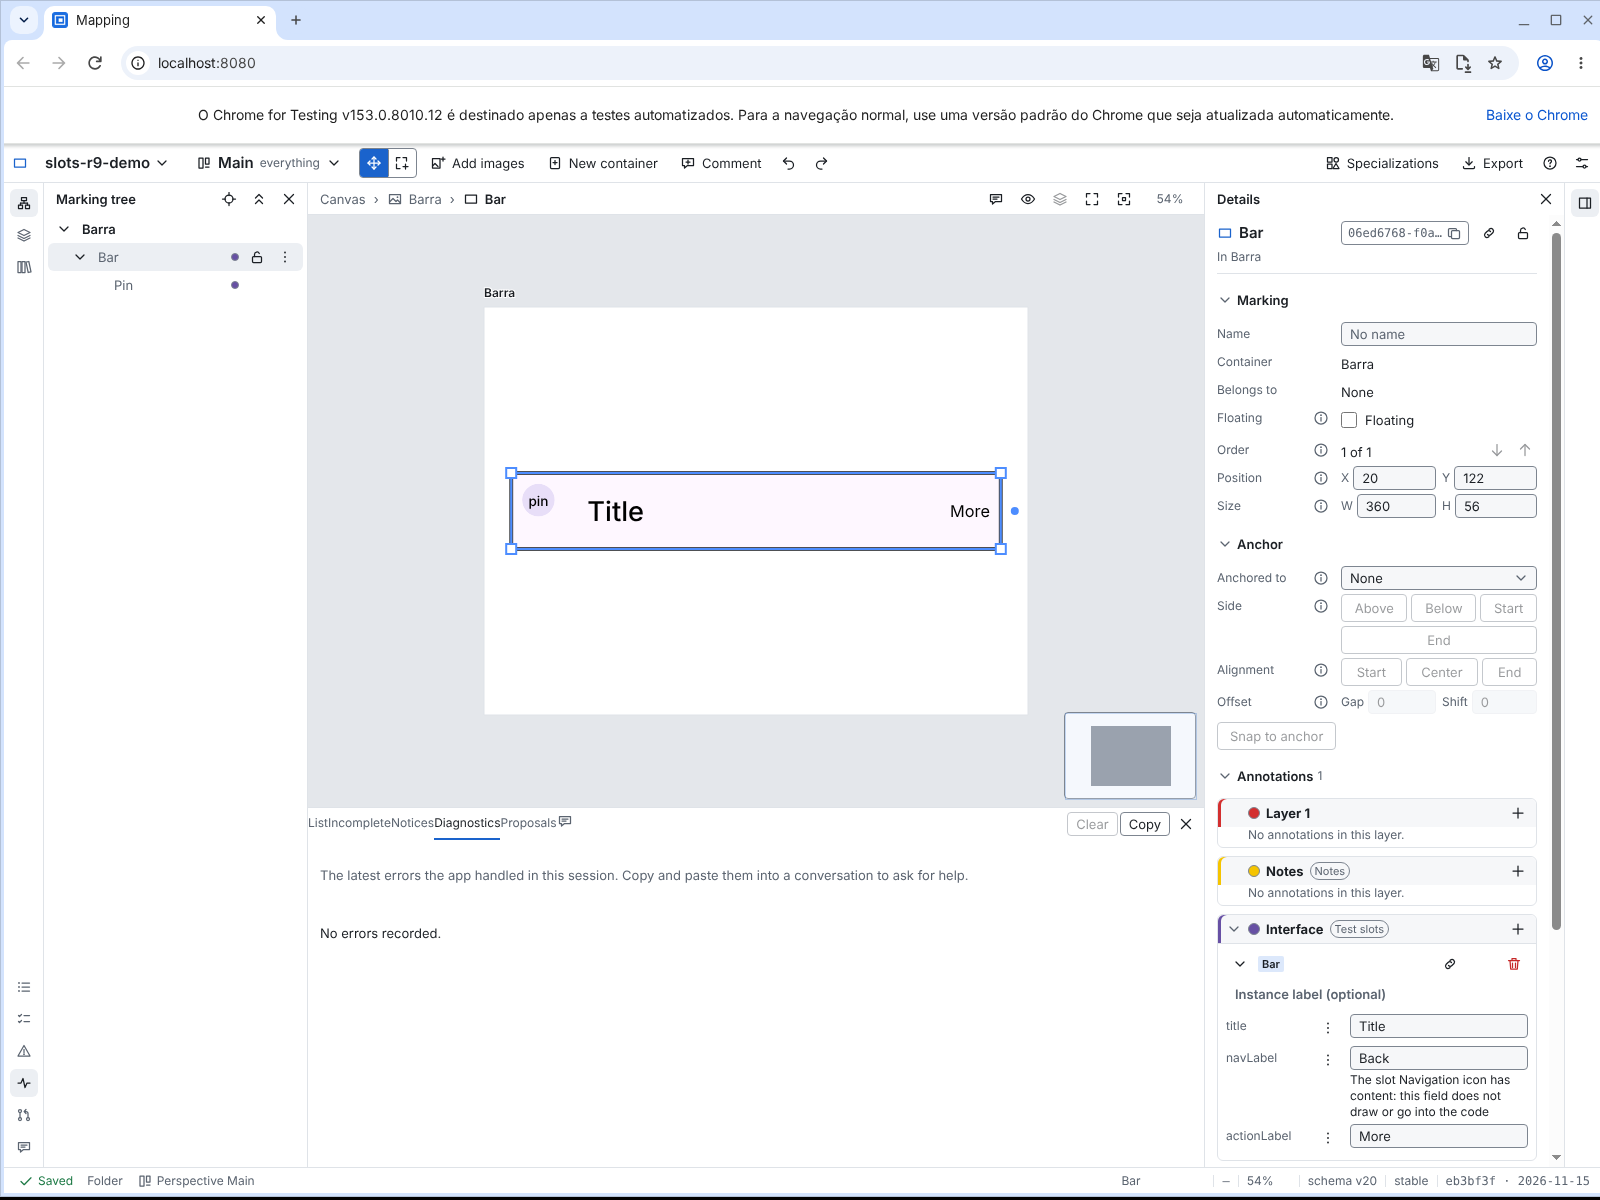 Mapping
localhost:8080
O Chrome for Testing v153.0.8010.12 é destinado apenas a testes automatizados. Para a navegação normal, use uma versão padrão do Chrome que seja atualizada automaticamente.
Baixe o Chrome
slots-r9-demo
Main everything
Add images
New container
Comment
Specializations
Export
Marking tree
Barra
Bar
Pin
Canvas › Barra › Bar
54%
Barra
pin
Title
More
List Incomplete Notices Diagnostics Proposals
Clear
Copy
The latest errors the app handled in this session. Copy and paste them into a conversation to ask for help.
No errors recorded.
Details
Bar
06ed6768-f0a…
In Barra
Marking
Name No name
Container Barra
Belongs to None
Floating Floating
Order 1 of 1
Position X 20 Y 122
Size W 360 H 56
Anchor
Anchored to None
Side Above Below Start
End
Alignment Start Center End
Offset Gap 0 Shift 0
Snap to anchor
Annotations 1
Layer 1
No annotations in this layer.
Notes Notes
No annotations in this layer.
Interface Test slots
Bar
Instance label (optional)
title Title
navLabel Back
The slot Navigation icon has
content: this field does not
draw or go into the code
actionLabel More
Saved
Folder
Perspective Main
Bar
– 54%
schema v20
stable
eb3bf3f · 2026-11-15